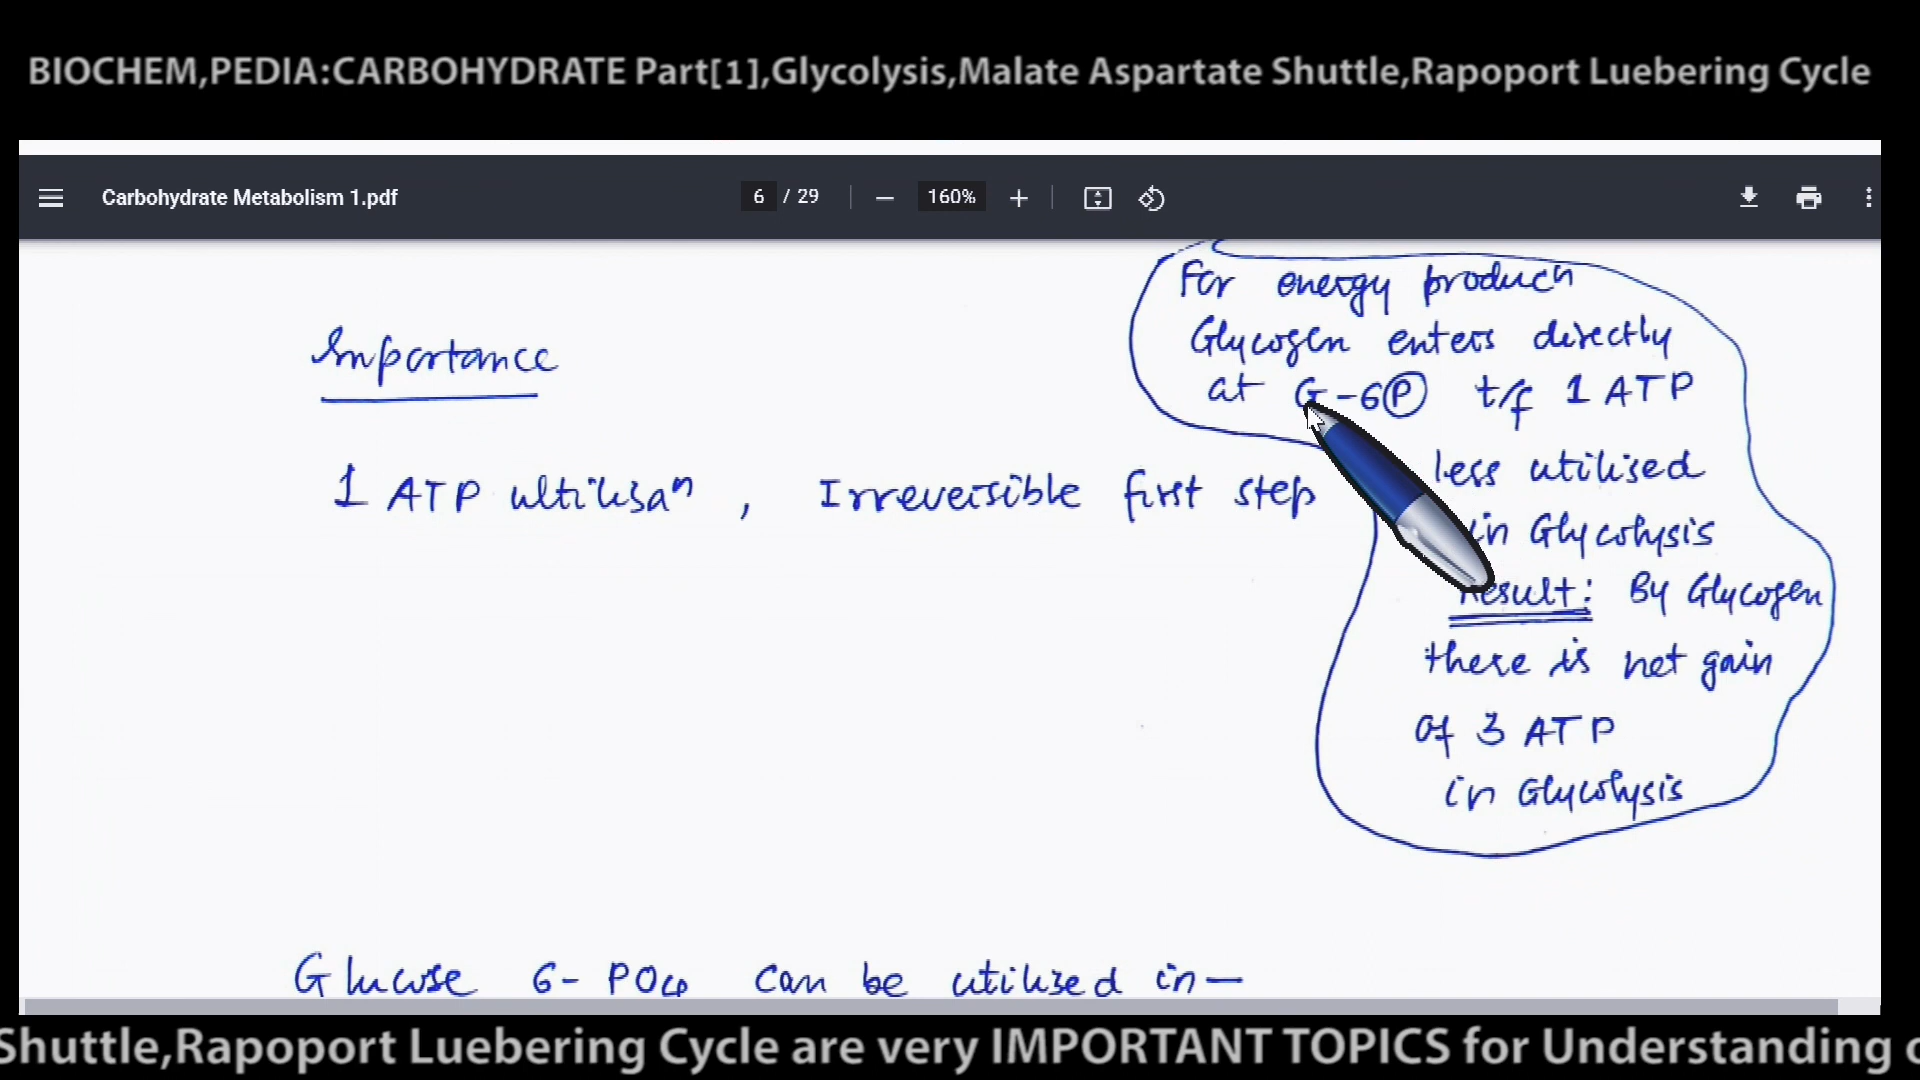 BIOCHEM,PEDIA:CARBOHYDRATE Part[1],Glycolysis,Malate Aspartate Shuttle,Rapoport Luebering Cycle
Carbohydrate Metabolism 1.pdf
6 / 29
160%
For energy producn
Glycogen enters directly
at G-6P t/f 1 ATP
less utilised
in Glycolysis
Result: By Glycogen
there is net gain
of 3 ATP
in Glycolysis
Importance
1 ATP ultilisan, Irreversible first step
Glucose 6-PO4 can be utilised in—
Shuttle,Rapoport Luebering Cycle are very IMPORTANT TOPICS for Understanding